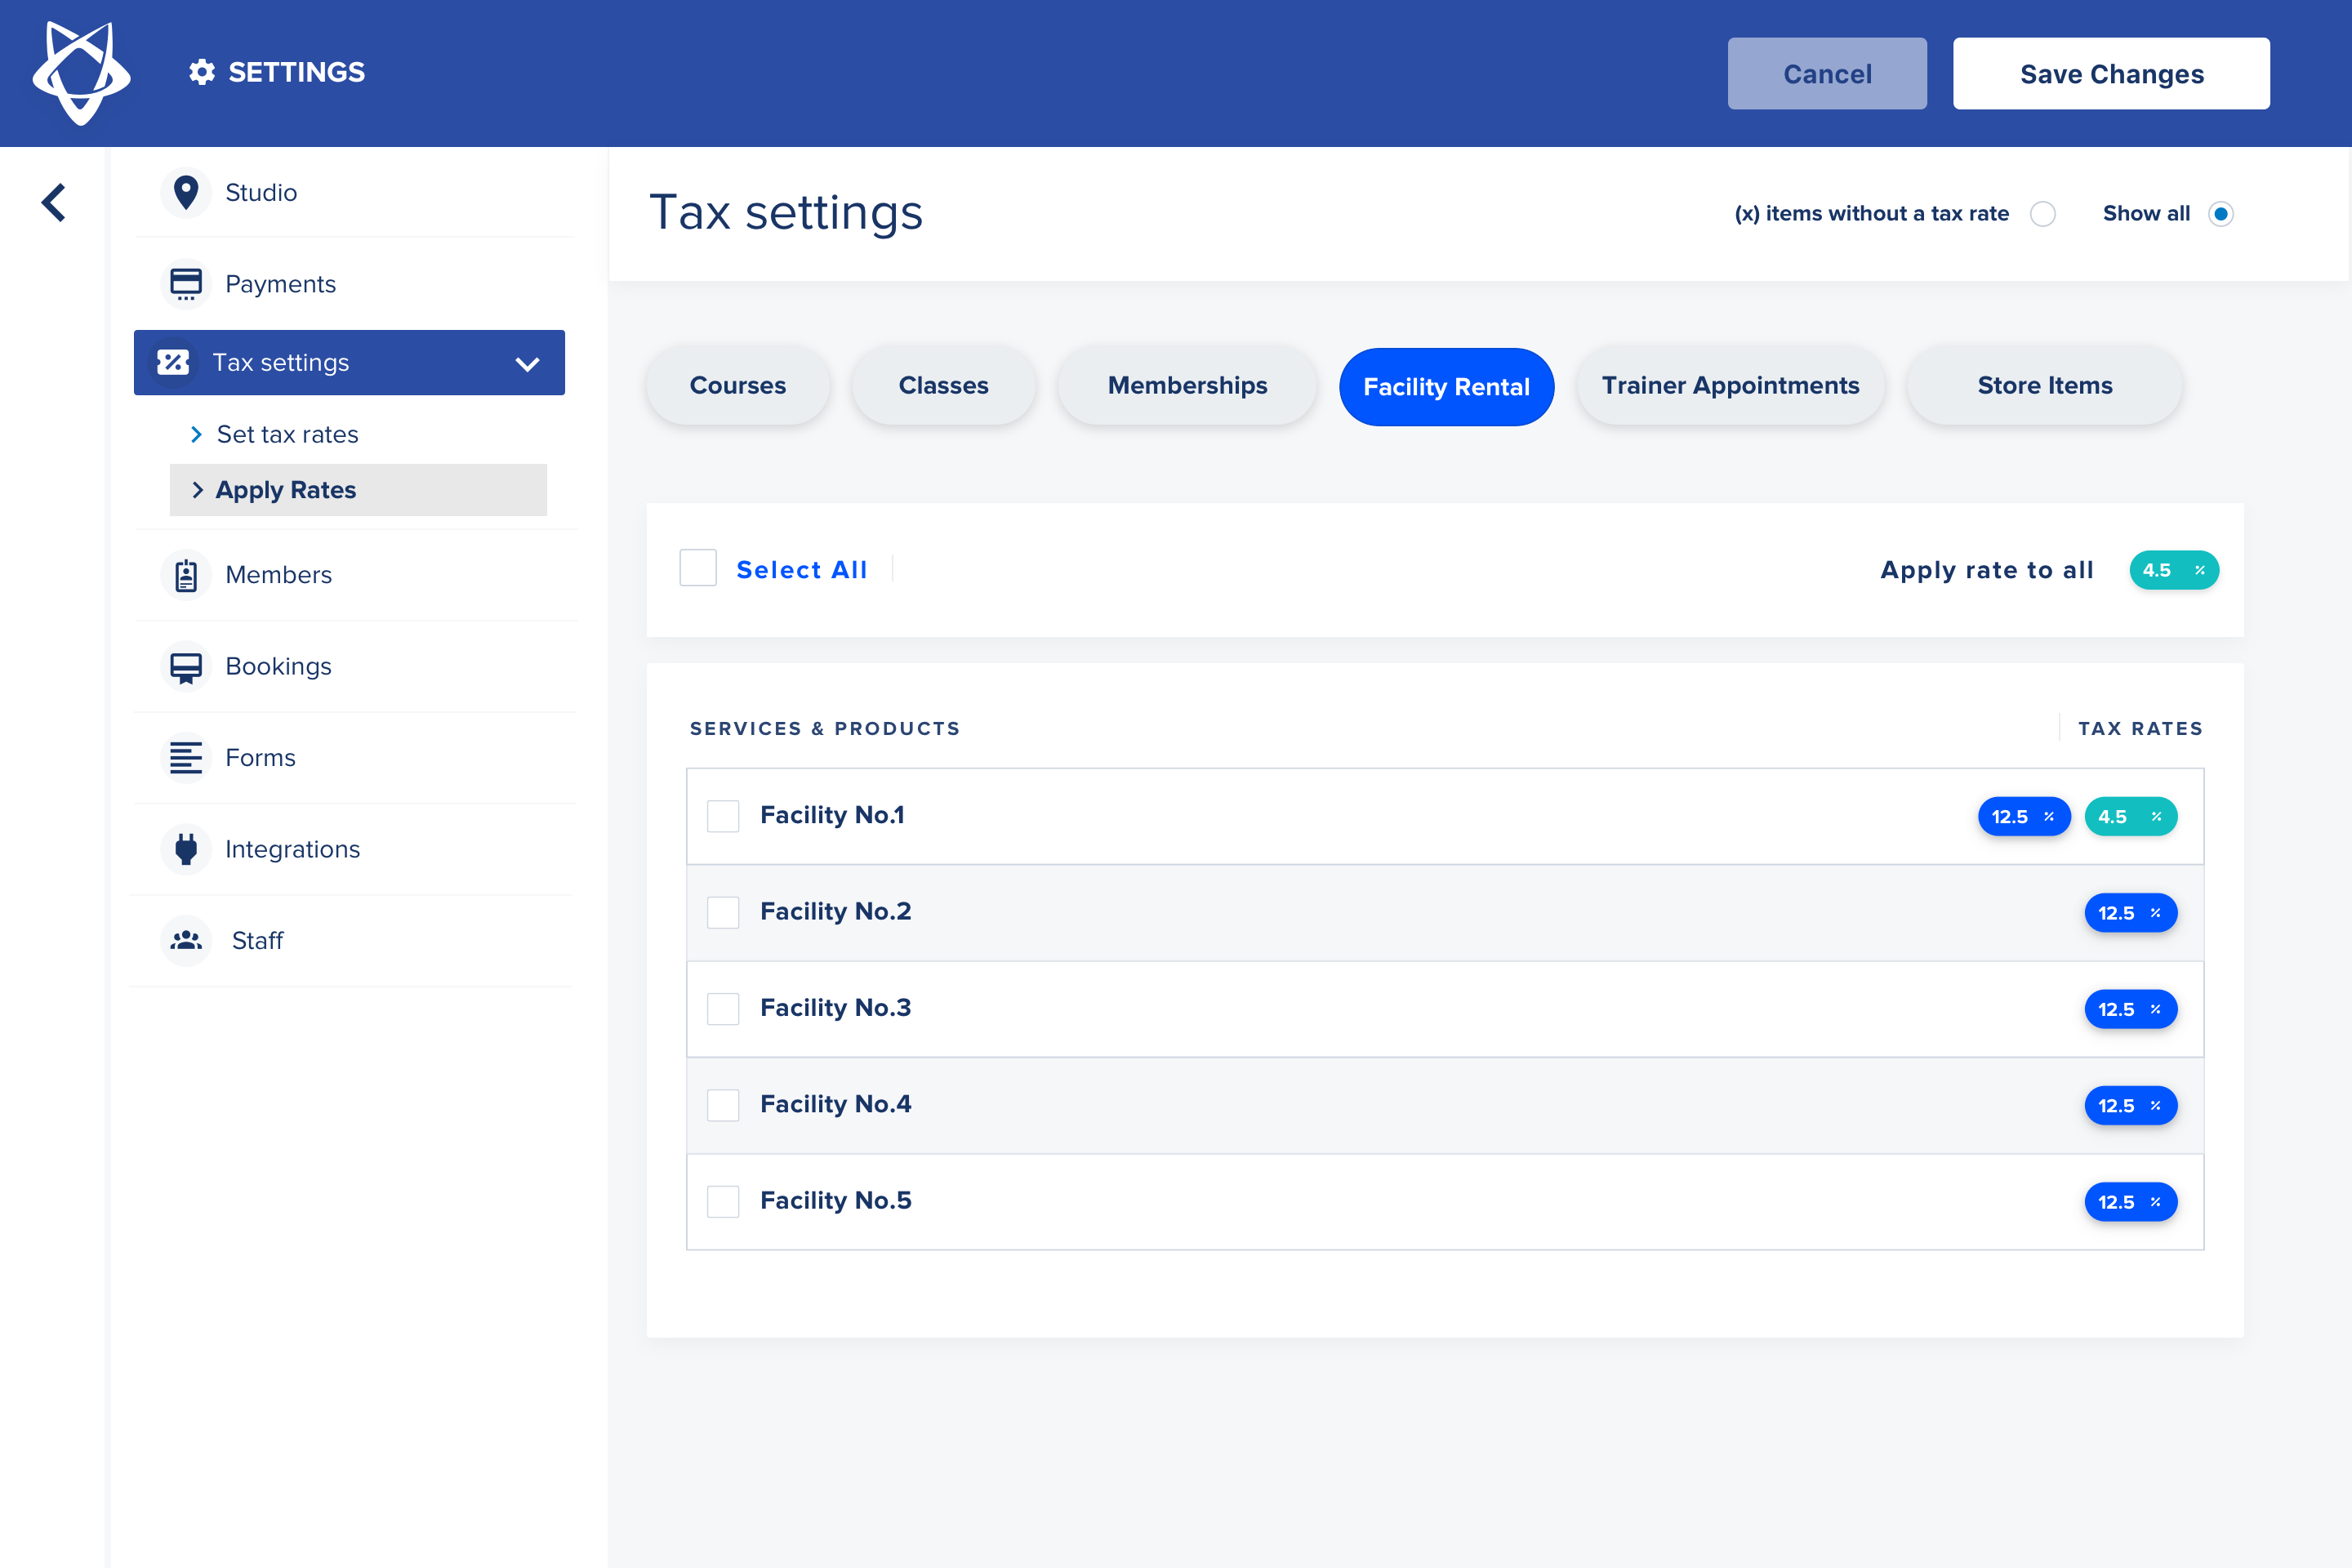 SETTINGS
Cancel
Save Changes
Studio
Payments
Tax settings
Set tax rates
Apply Rates
Members
Bookings
Forms
Integrations
Staff
Tax settings
(x) items without a tax rate
Show all
Courses
Classes
Memberships
Facility Rental
Trainer Appointments
Store Items
Select All
Apply rate to all
4.5 %
SERVICES & PRODUCTS
TAX RATES
Facility No.1
12.5 %
4.5 %
Facility No.2
12.5 %
Facility No.3
12.5 %
Facility No.4
12.5 %
Facility No.5
12.5 %